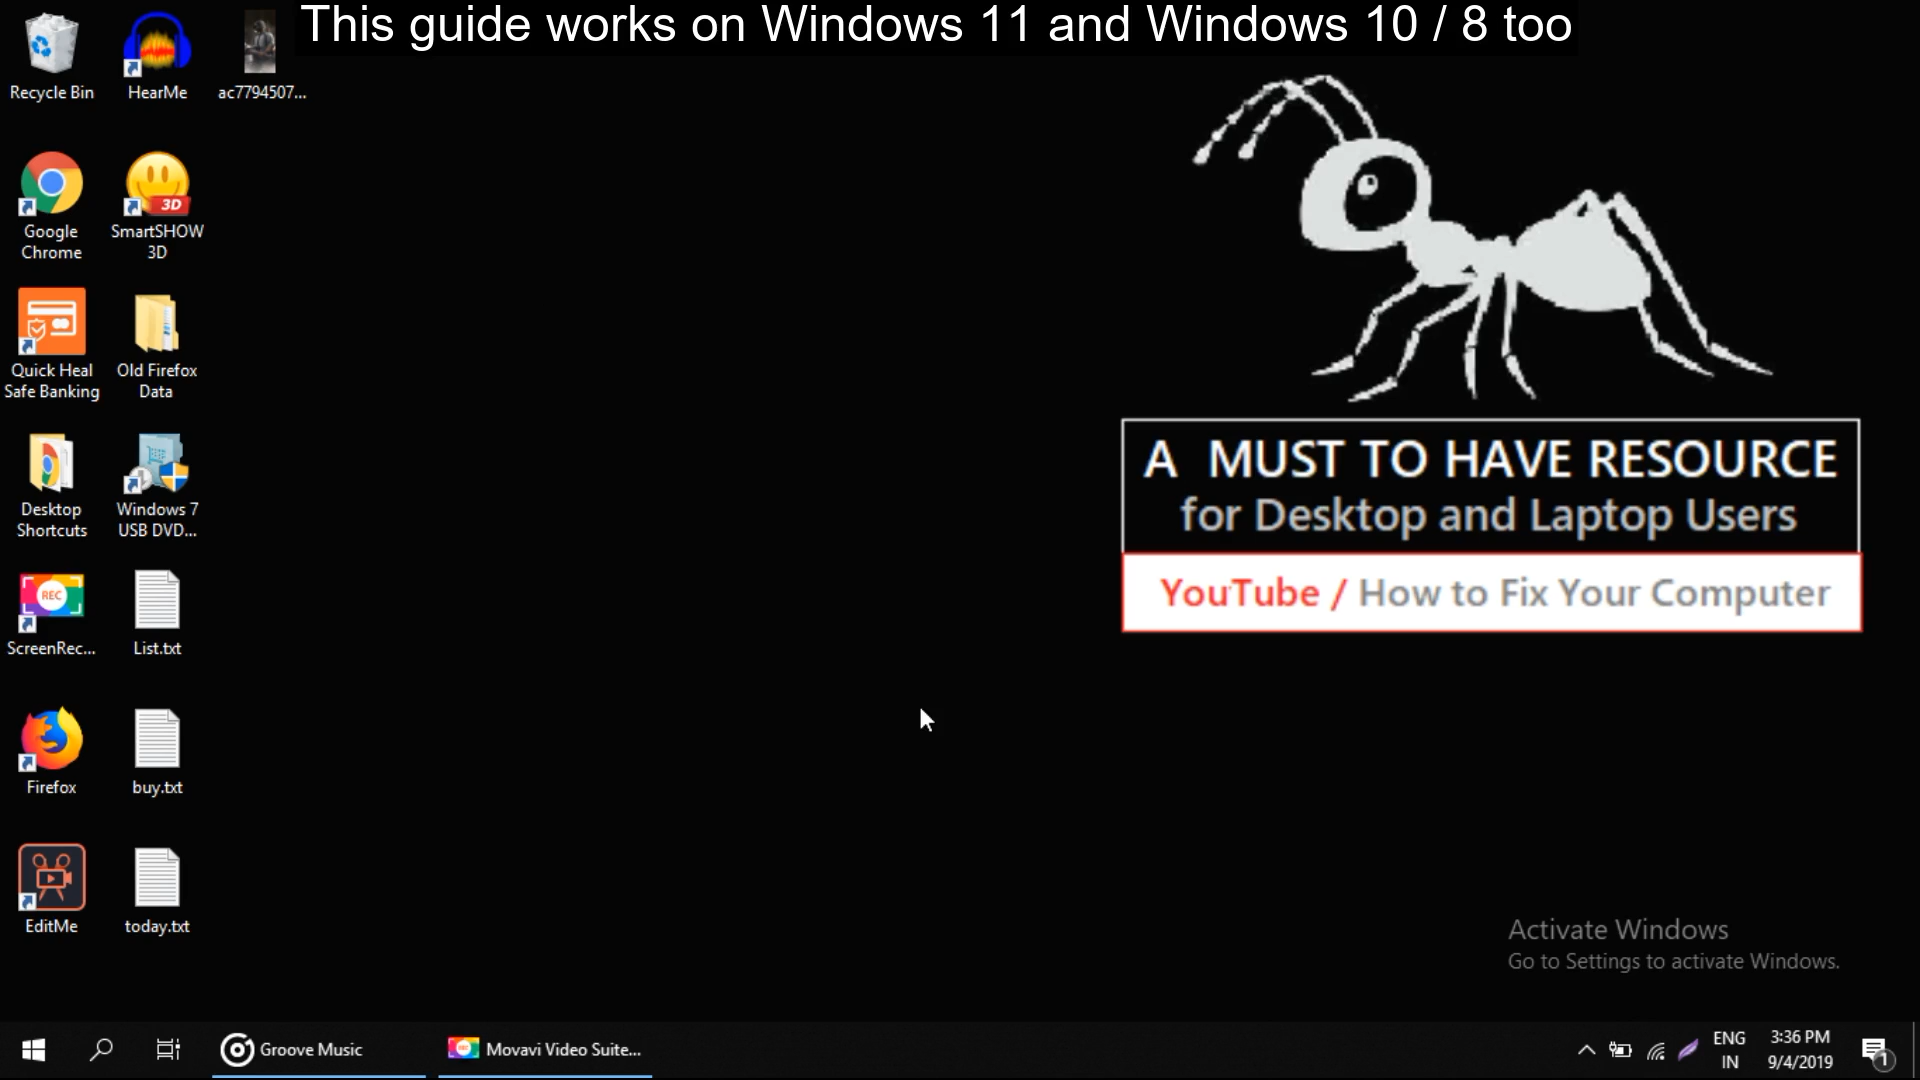 This guide works on Windows 11 and Windows 10 / 8 too
Recycle Bin
HearMe
ac7794507...
Google
Chrome
SmartSHOW
3D
3D
Quick Heal
Safe Banking
Old Firefox
Data
Desktop
Shortcuts
Windows 7
USB DVD...
REC
ScreenRec...
List.txt
Firefox
buy.txt
EditMe
today.txt
A MUST TO HAVE RESOURCE
for Desktop and Laptop Users
YouTube / How to Fix Your Computer
Activate Windows
Go to Settings to activate Windows.
Groove Music
Movavi Video Suite...
ENG
IN
3:36 PM
9/4/2019
1